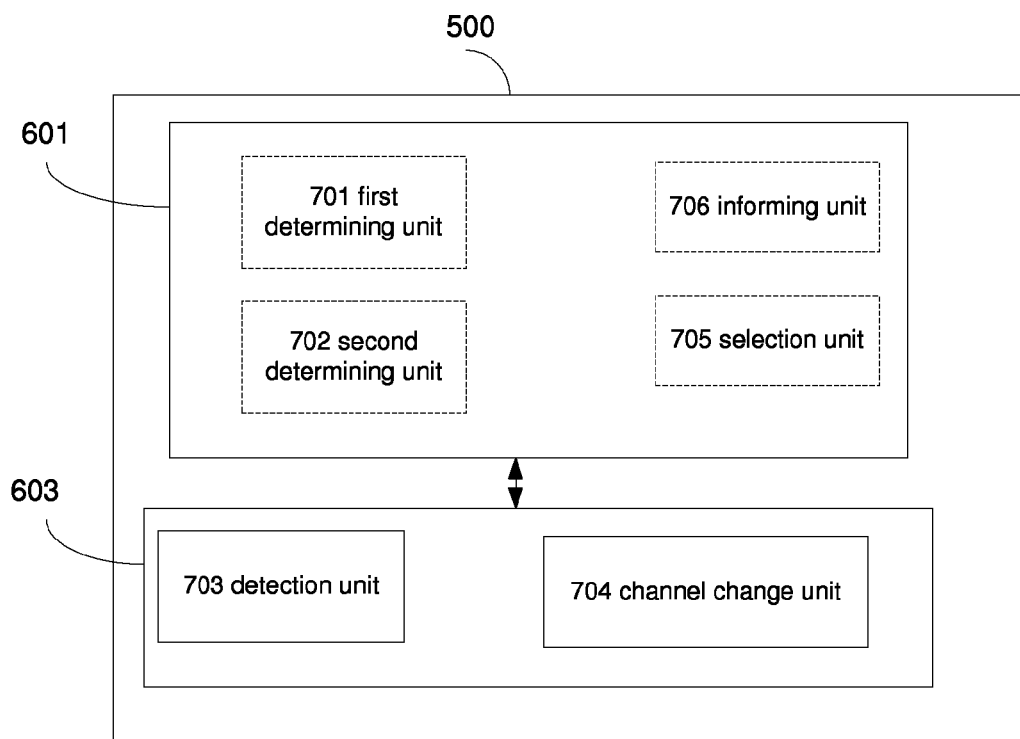 500
601
701 first
determining unit
706 informing unit
702 second
determining unit
705 selection unit
603
703 detection unit
704 channel change unit